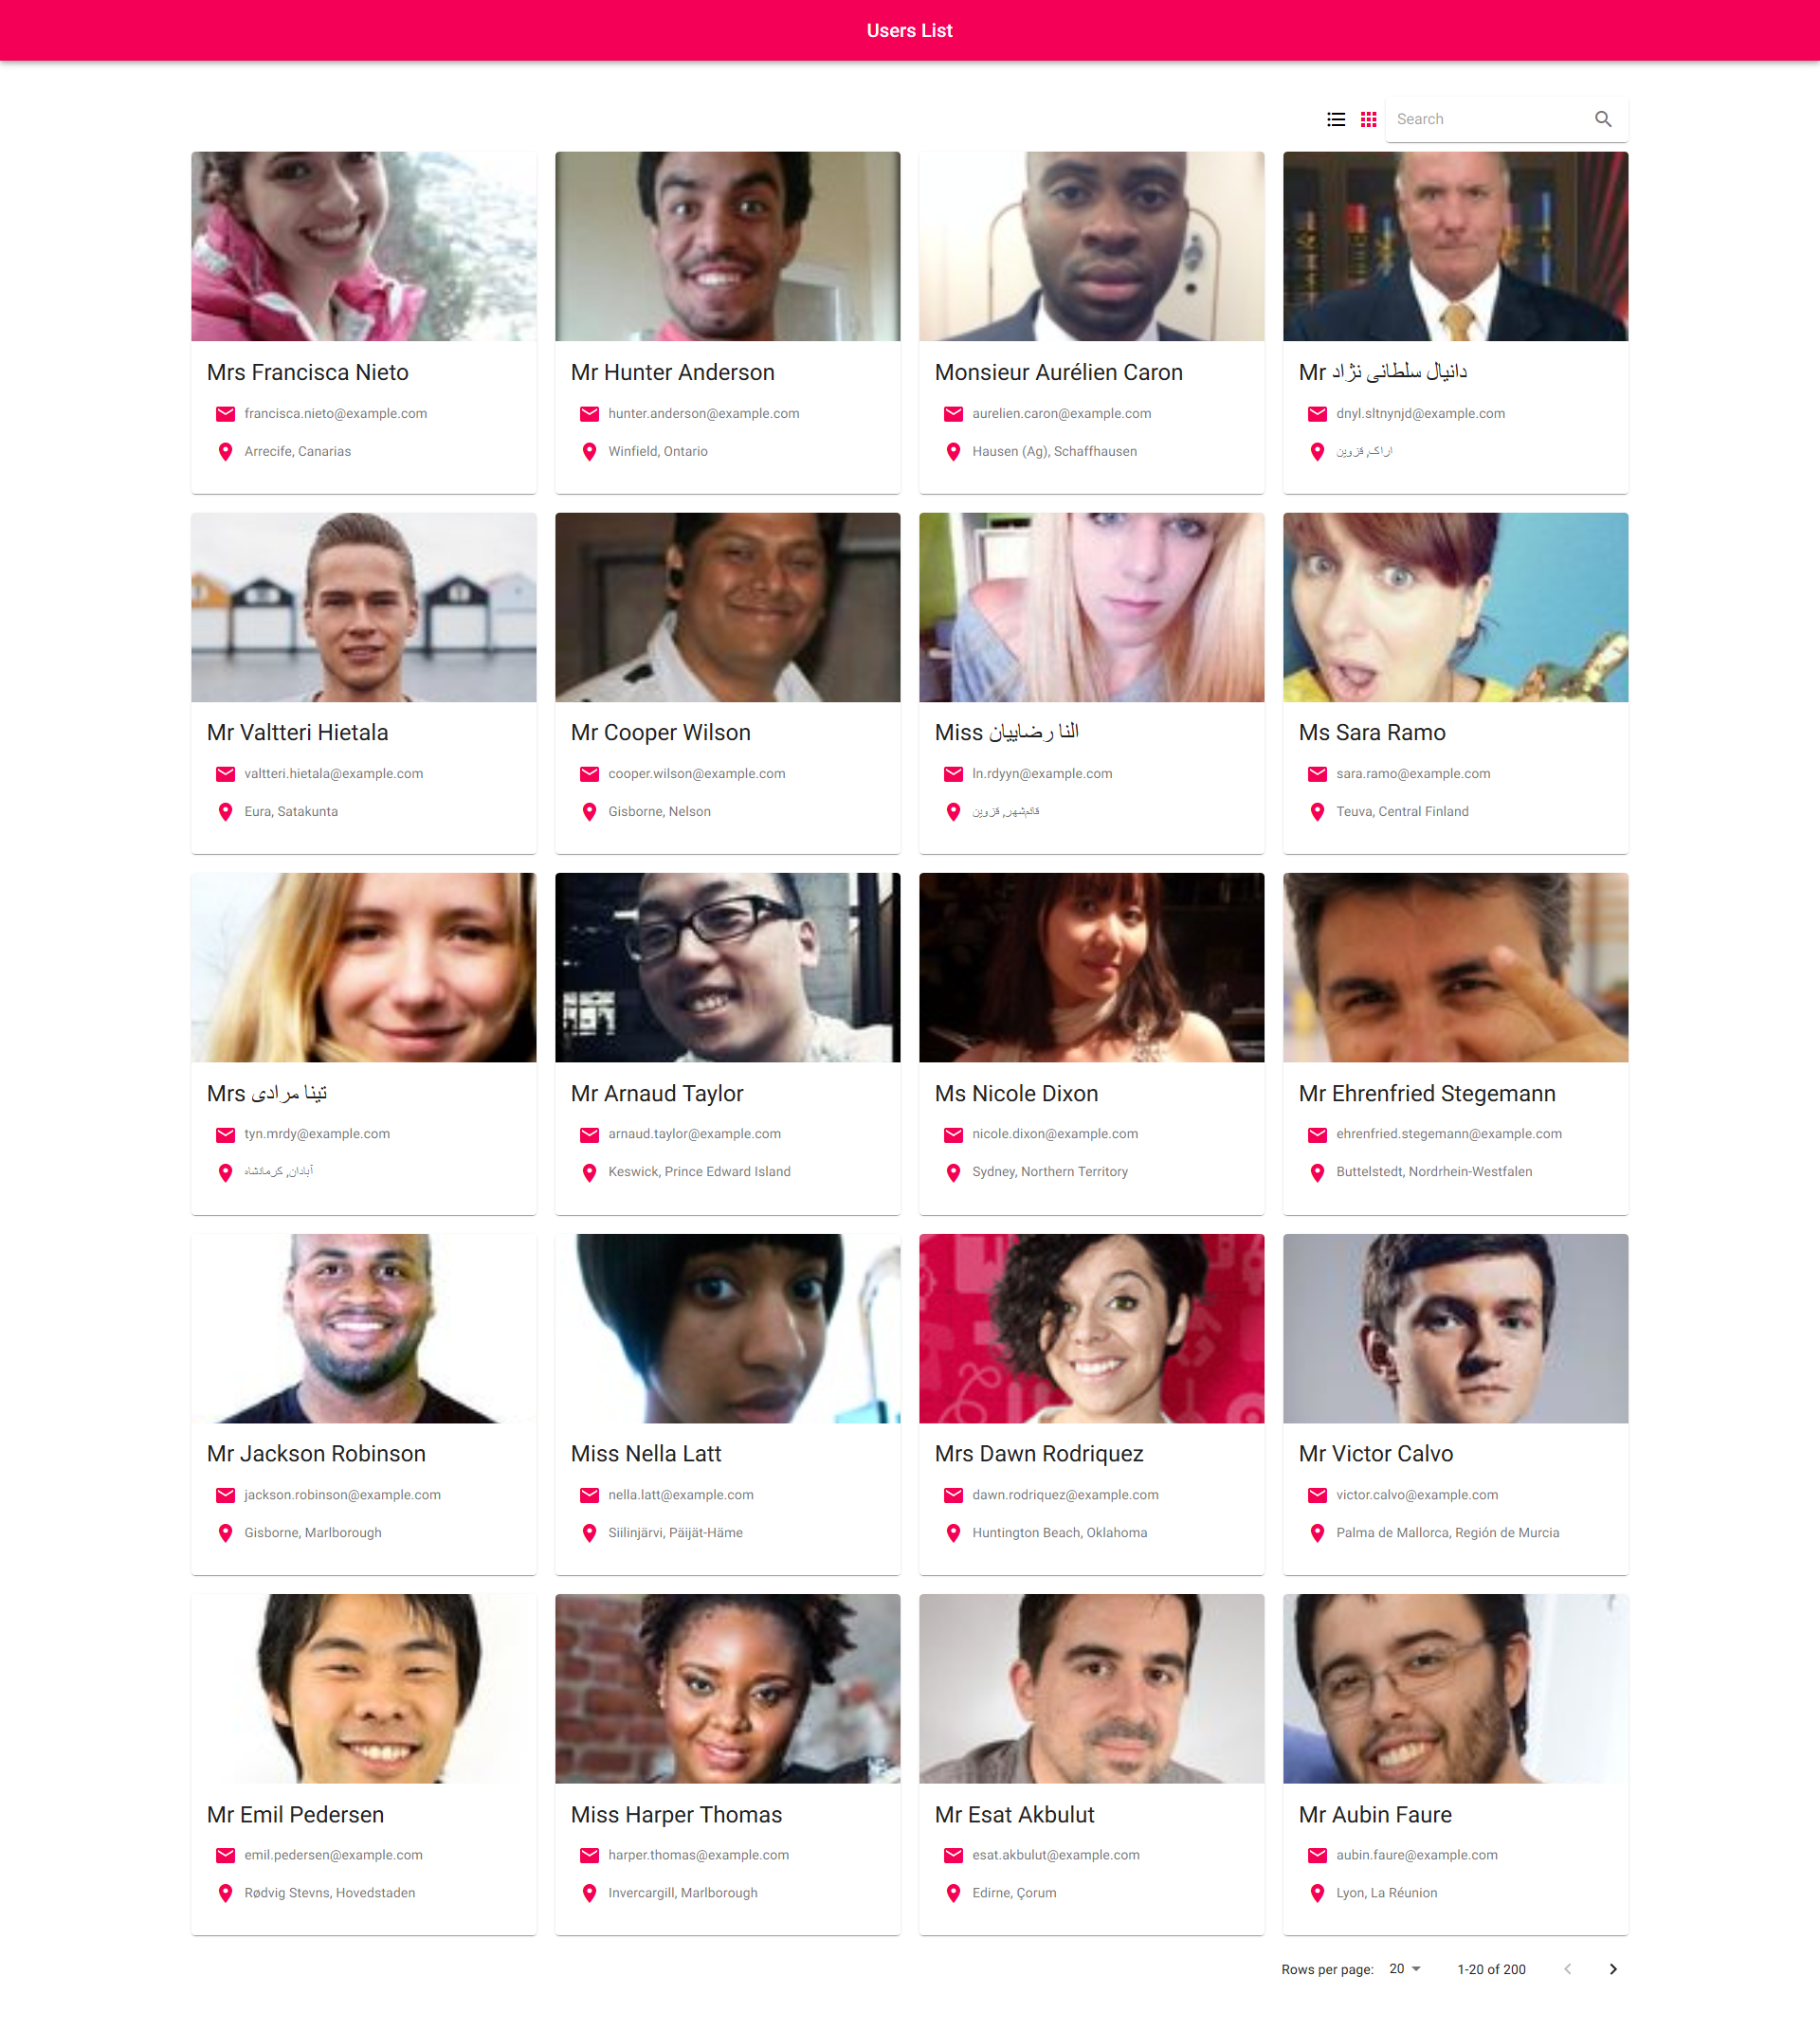 Users List
Search
Mrs Francisca Nieto
francisca.nieto@example.com
Arrecife, Canarias
Mr Hunter Anderson
hunter.anderson@example.com
Winfield, Ontario
Monsieur Aurélien Caron
aurelien.caron@example.com
Hausen (Ag), Schaffhausen
Mr دانیال سلطانی نژاد
dnyl.sltnynjd@example.com
اراک, قزوین
Mr Valtteri Hietala
valtteri.hietala@example.com
Eura, Satakunta
Mr Cooper Wilson
cooper.wilson@example.com
Gisborne, Nelson
Miss النا رضاییان
ln.rdyyn@example.com
قائم‌شهر, قزوین
Ms Sara Ramo
sara.ramo@example.com
Teuva, Central Finland
Mrs تینا مرادی
tyn.mrdy@example.com
آبادان, کرمانشاه
Mr Arnaud Taylor
arnaud.taylor@example.com
Keswick, Prince Edward Island
Ms Nicole Dixon
nicole.dixon@example.com
Sydney, Northern Territory
Mr Ehrenfried Stegemann
ehrenfried.stegemann@example.com
Buttelstedt, Nordrhein-Westfalen
Mr Jackson Robinson
jackson.robinson@example.com
Gisborne, Marlborough
Miss Nella Latt
nella.latt@example.com
Siilinjärvi, Päijät-Häme
Mrs Dawn Rodriquez
dawn.rodriquez@example.com
Huntington Beach, Oklahoma
Mr Victor Calvo
victor.calvo@example.com
Palma de Mallorca, Región de Murcia
Mr Emil Pedersen
emil.pedersen@example.com
Rødvig Stevns, Hovedstaden
Miss Harper Thomas
harper.thomas@example.com
Invercargill, Marlborough
Mr Esat Akbulut
esat.akbulut@example.com
Edirne, Çorum
Mr Aubin Faure
aubin.faure@example.com
Lyon, La Réunion
Rows per page: 20 1-20 of 200